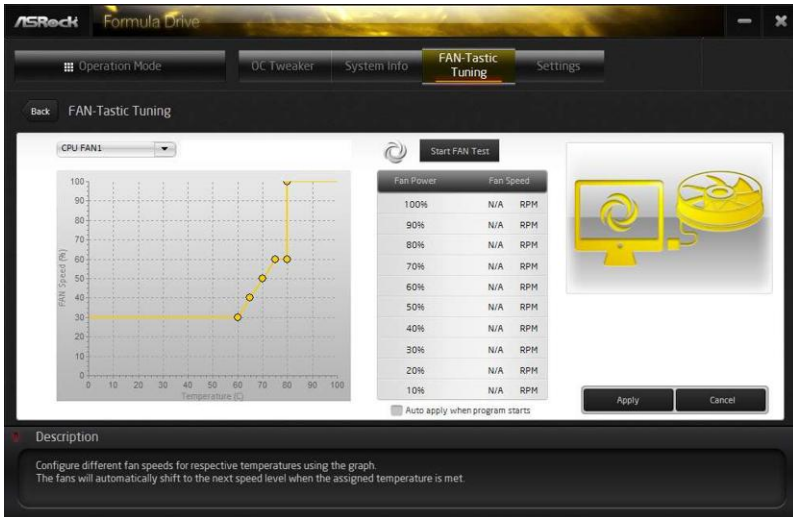 ASRock Formula Drive
Operation Mode OC Tweaker System Info FAN-Tastic Tuning Settings
Back FAN-Tastic Tuning
CPU FAN1
Start FAN Test
FAN Speed (%)
100
90
80
70
60
50
40
30
20
10
0
0 10 20 30 40 50 60 70 80 90 100
Temperature (C)
Fan Power Fan Speed
100% N/A RPM
90% N/A RPM
80% N/A RPM
70% N/A RPM
60% N/A RPM
50% N/A RPM
40% N/A RPM
30% N/A RPM
20% N/A RPM
10% N/A RPM
Auto apply when program starts
Apply Cancel
Description
Configure different fan speeds for respective temperatures using the graph.
The fans will automatically shift to the next speed level when the assigned temperature is met.